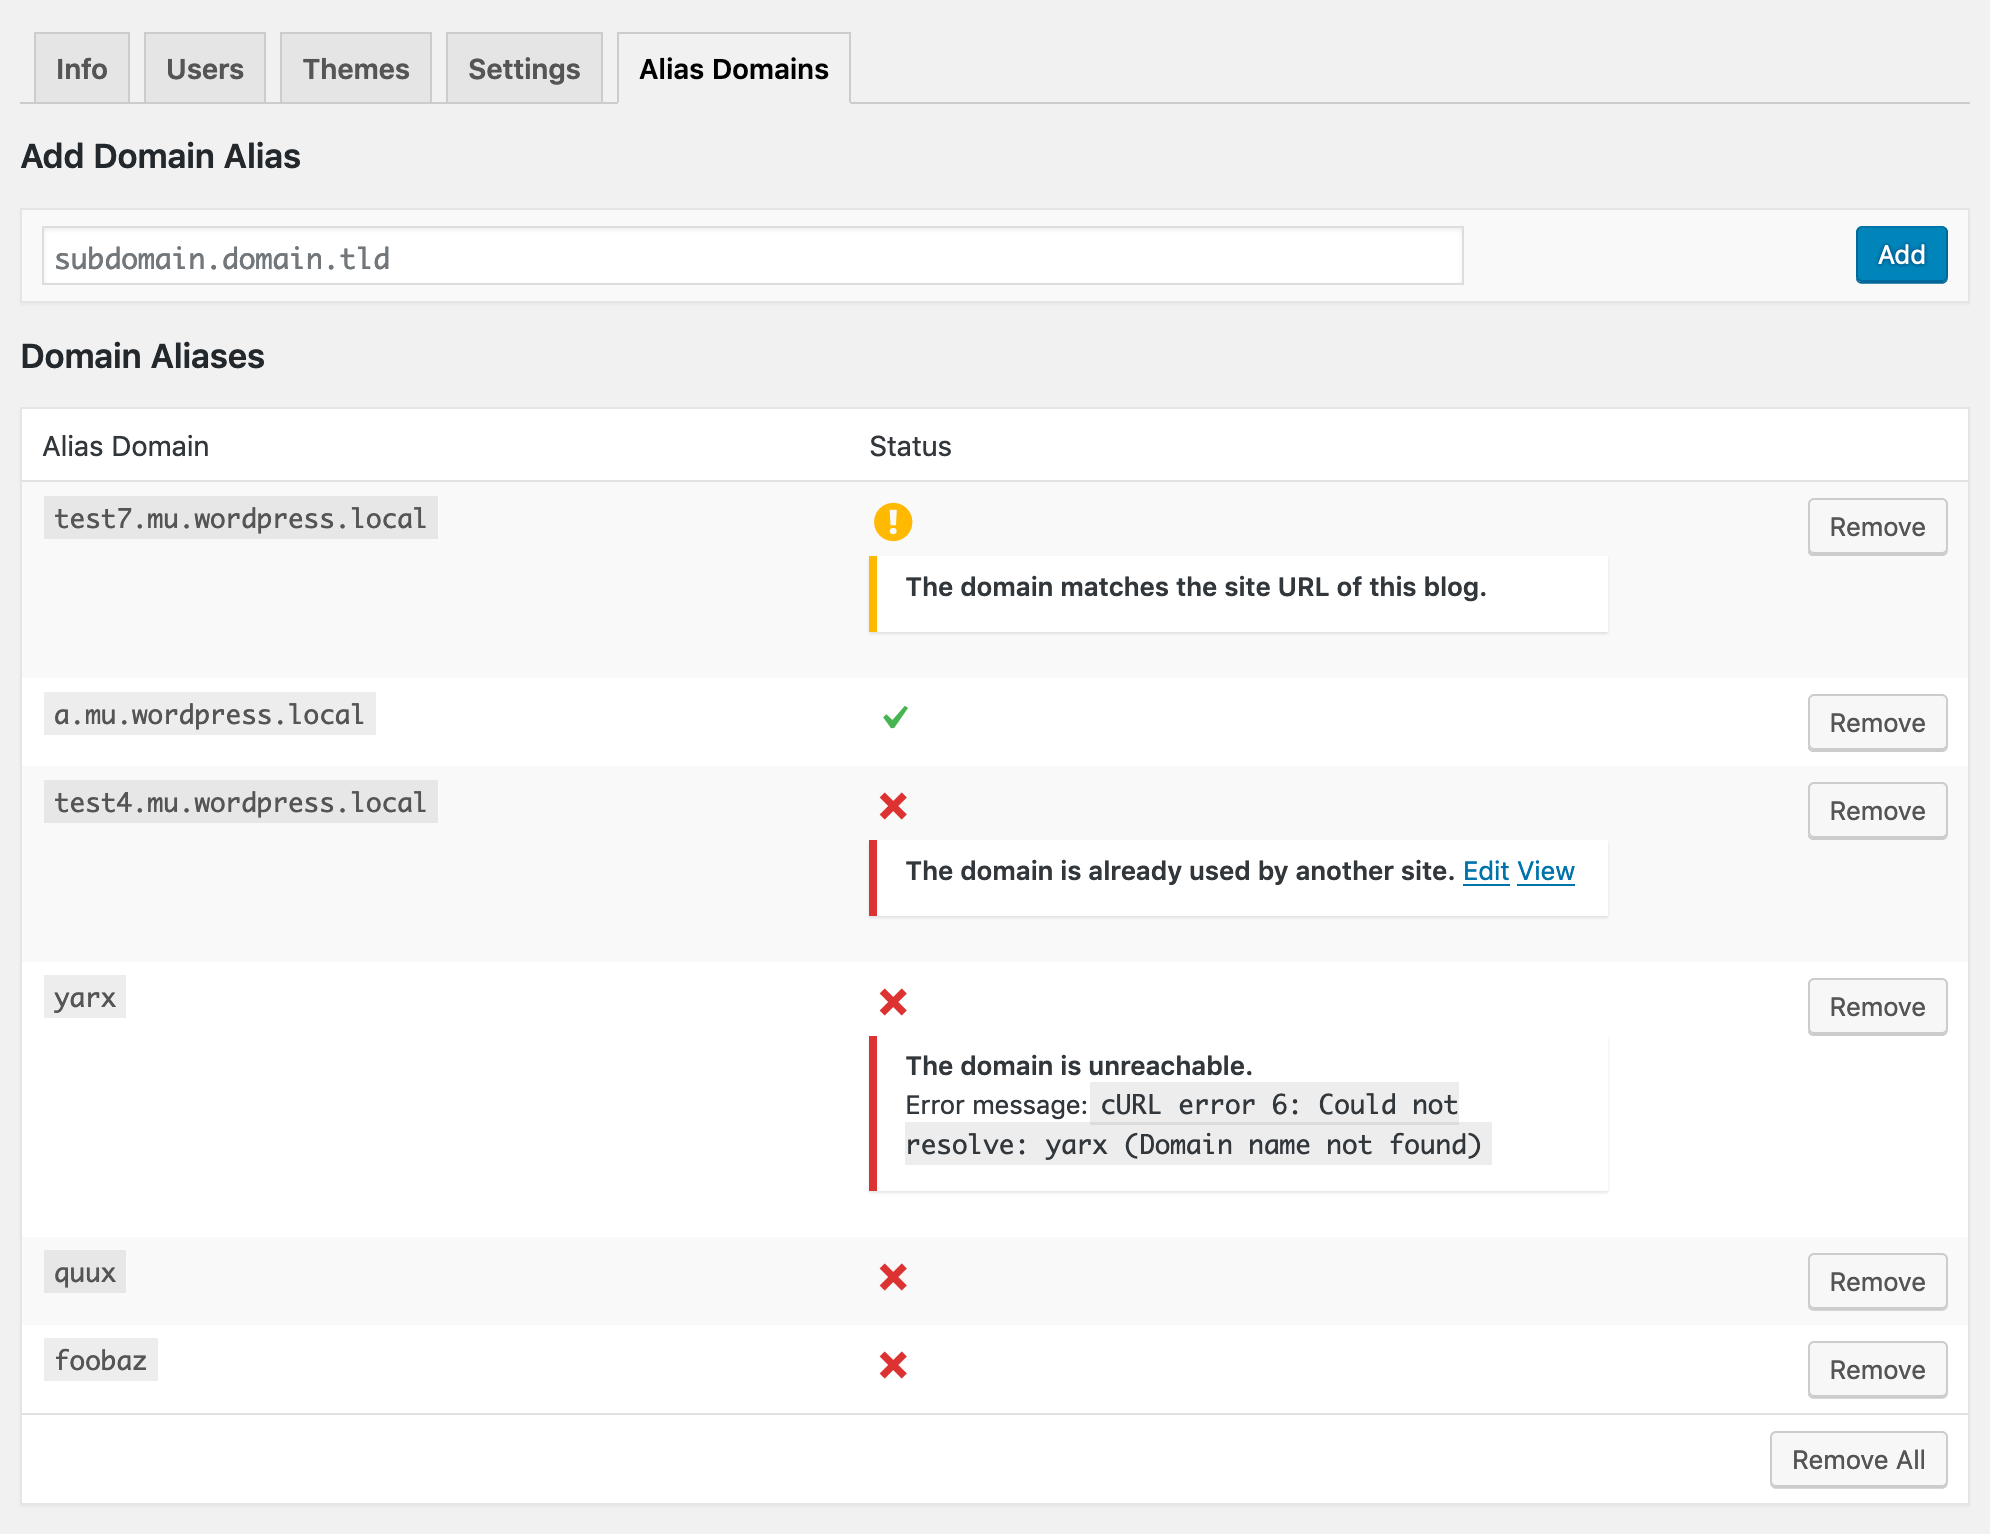 Info
Users
Themes
Settings
Alias Domains
Add Domain Alias
subdomain.domain.tld
Add
Domain Aliases
Alias Domain
Status
test7.mu.wordpress.local
Remove
The domain matches the site URL of this blog.
a.mu.wordpress.local
Remove
test4.mu.wordpress.local
Remove
The domain is already used by another site. Edit View
yarx
Remove
The domain is unreachable.
Error message: cURL error 6: Could not
resolve: yarx (Domain name not found)
quux
Remove
foobaz
Remove
Remove All